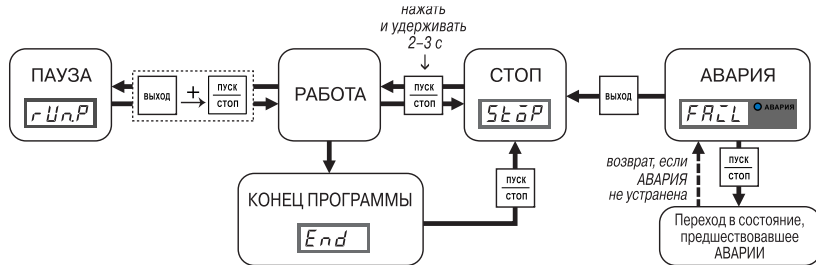 нажать
и удерживать
2–3 с
ПАУЗА
rUn.P
ВЫХОД
+
ПУСК
СТОП
РАБОТА
ПУСК
СТОП
СТОП
StoP
ВЫХОД
АВАРИЯ
FAiL
АВАРИЯ
КОНЕЦ ПРОГРАММЫ
End
ПУСК
СТОП
возврат, если
АВАРИЯ
не устранена
ПУСК
СТОП
Переход в состояние,
предшествовавшее
АВАРИИ